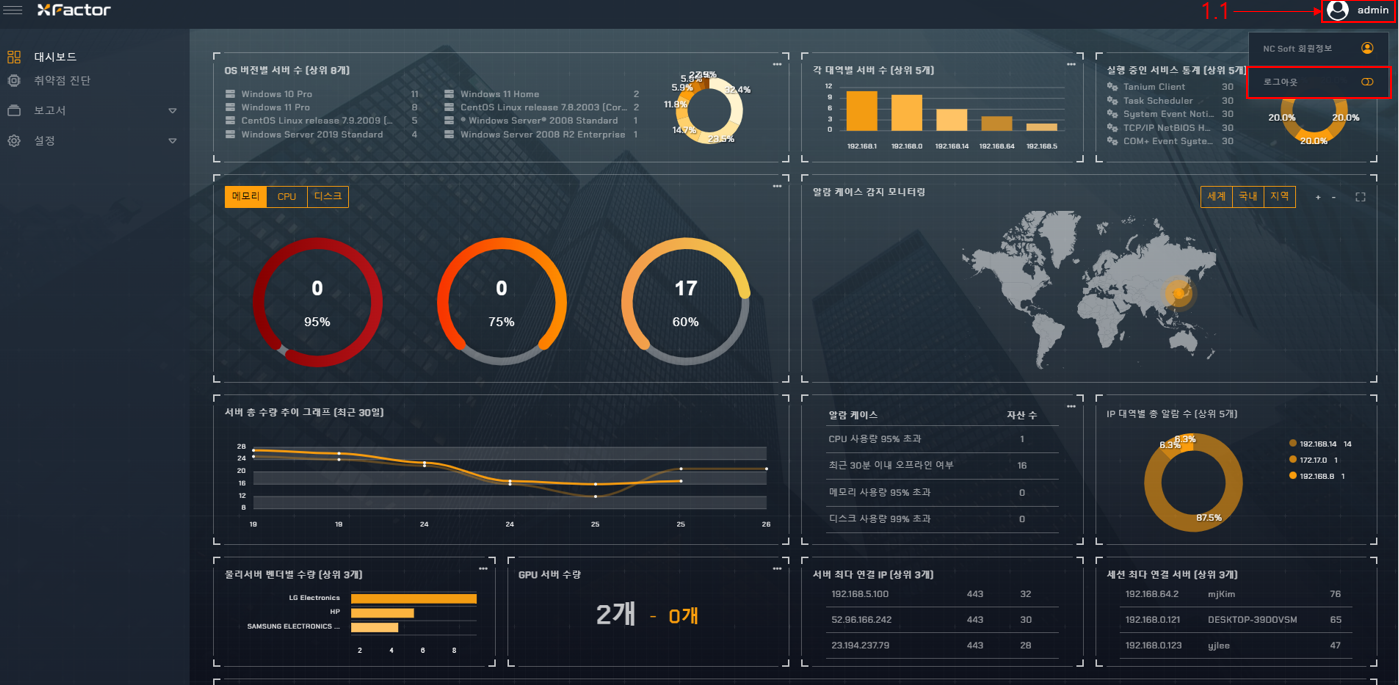 XFactor
1.1
admin
NC Soft 회원정보
로그아웃
대시보드
취약점 진단
보고서
설정
OS 버전별 서버 수 (상위 8개)
Windows 10 Pro 11
Windows 11 Pro 8
CentOS Linux release 7.9.2009 (... 5
Windows Server 2019 Standard 4
Windows 11 Home 2
CentOS Linux release 7.8.2003 (Cor... 2
® Windows Server® 2008 Standard 1
Windows Server 2008 R2 Enterprise 1
32.4%
23.5%
14.7%
11.8%
5.9%
각 대역별 서버 수 (상위 5개)
12
9
6
3
0
192.168.1 192.168.0 192.168.14 192.168.64 192.168.5
실행 중인 서비스 통계 (상위 5개)
Tanium Client 30
Task Scheduler 30
System Event Noti... 30
TCP/IP NetBIOS H... 30
COM+ Event Syste... 30
20.0%
20.0%
20.0%
메모리 CPU 디스크
0
95%
0
75%
17
60%
알람 케이스 감지 모니터링
세계 국내 지역
+ -
서버 총 수량 추이 그래프 (최근 30일)
28
24
20
16
12
8
19 19 24 24 25 25 26
알람 케이스 자산 수
CPU 사용량 95% 초과 1
최근 30분 이내 오프라인 여부 16
메모리 사용량 95% 초과 0
디스크 사용량 99% 초과 0
IP 대역별 총 알람 수 (상위 5개)
6.3%
6.3%
87.5%
192.168.14 14
172.17.0 1
192.168.8 1
물리서버 벤더별 수량 (상위 3개)
LG Electronics
HP
SAMSUNG ELECTRONICS ...
2 4 6 8
GPU 서버 수량
2개 - 0개
서버 최다 연결 IP (상위 3개)
192.168.5.100 443 32
52.96.166.242 443 30
23.194.237.79 443 28
세션 최다 연결 서버 (상위 3개)
192.168.64.2 mjKim 76
192.168.0.121 DESKTOP-39D0VSM 65
192.168.0.123 yjlee 47